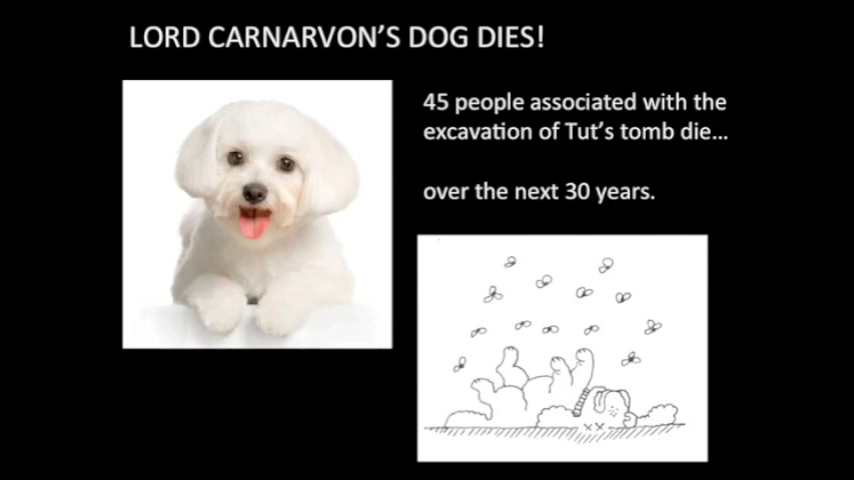 LORD CARNARVON’S DOG DIES!
45 people associated with the
excavation of Tut’s tomb die...
over the next 30 years.